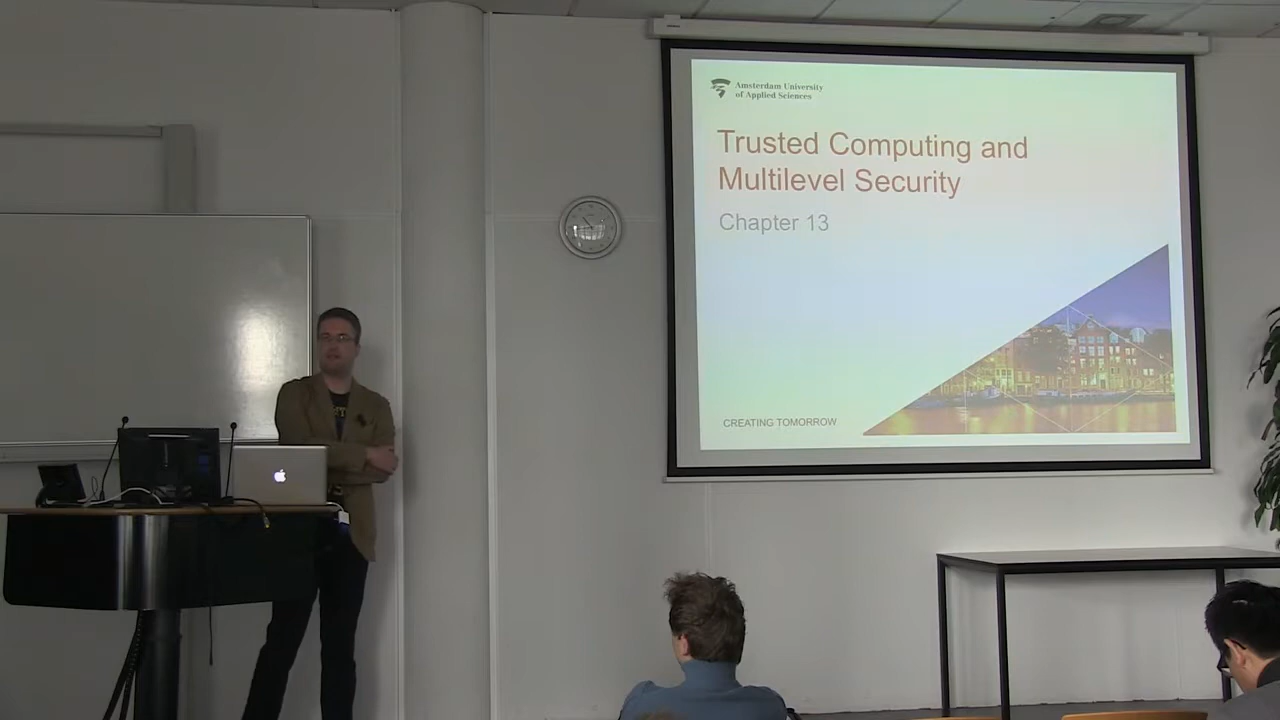 Amsterdam University
of Applied Sciences
Trusted Computing and
Multilevel Security
Chapter 13
CREATING TOMORROW